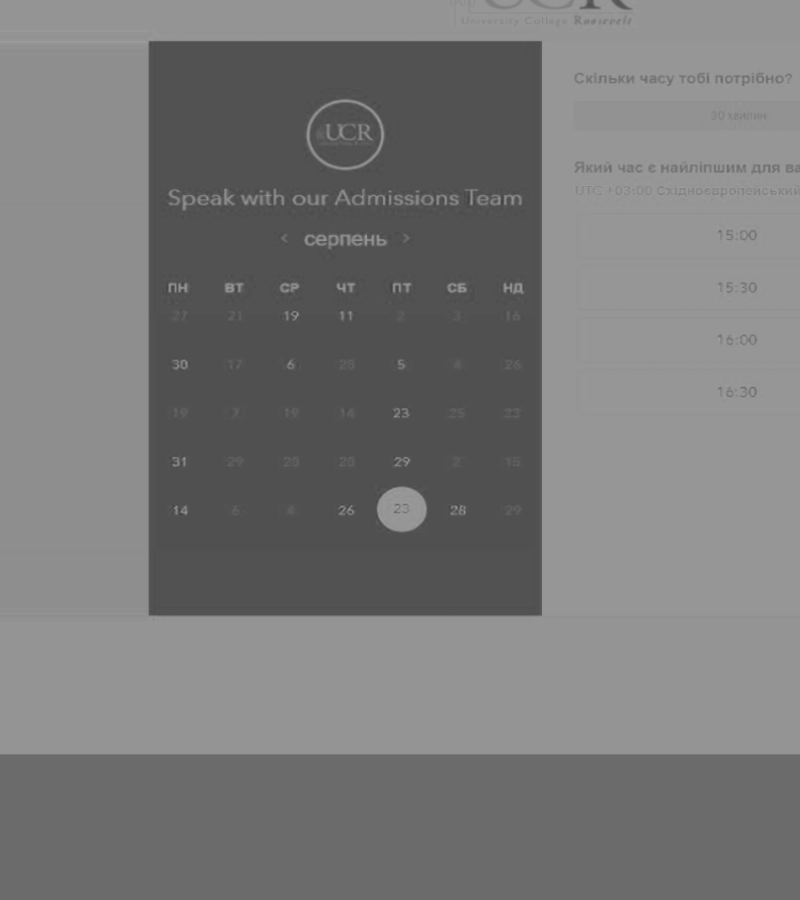 UCR
University College Roosevelt
UCR
Speak with our Admissions Team
< серпень >
ПН ВТ СР ЧТ ПТ СБ НД
27 21 19 11 2 3 16
30 17 6 28 5 4 26
19 7 19 14 23 25 23
31 29 28 28 29 2 15
14 6 8 26 23 28 29
Скільки часу тобі потрібно?
30 хвилин
Який час є найліпшим для ва
UTC +03:00 Східноєвропейський
15:00
15:30
16:00
16:30